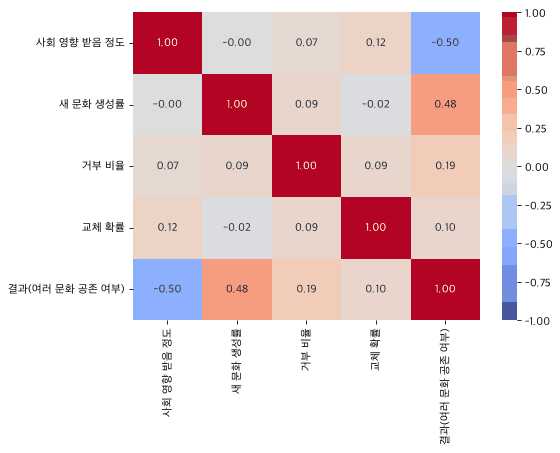 사회 영향 받음 정도 1.00 -0.00 0.07 0.12 -0.50
새 문화 생성률 -0.00 1.00 0.09 -0.02 0.48
거부 비율 0.07 0.09 1.00 0.09 0.19
교체 확률 0.12 -0.02 0.09 1.00 0.10
결과(여러 문화 공존 여부) -0.50 0.48 0.19 0.10 1.00
사회 영향 받음 정도
새 문화 생성률
거부 비율
교체 확률
결과(여러 문화 공존 여부)
1.00
0.75
0.50
0.25
0.00
-0.25
-0.50
-0.75
-1.00